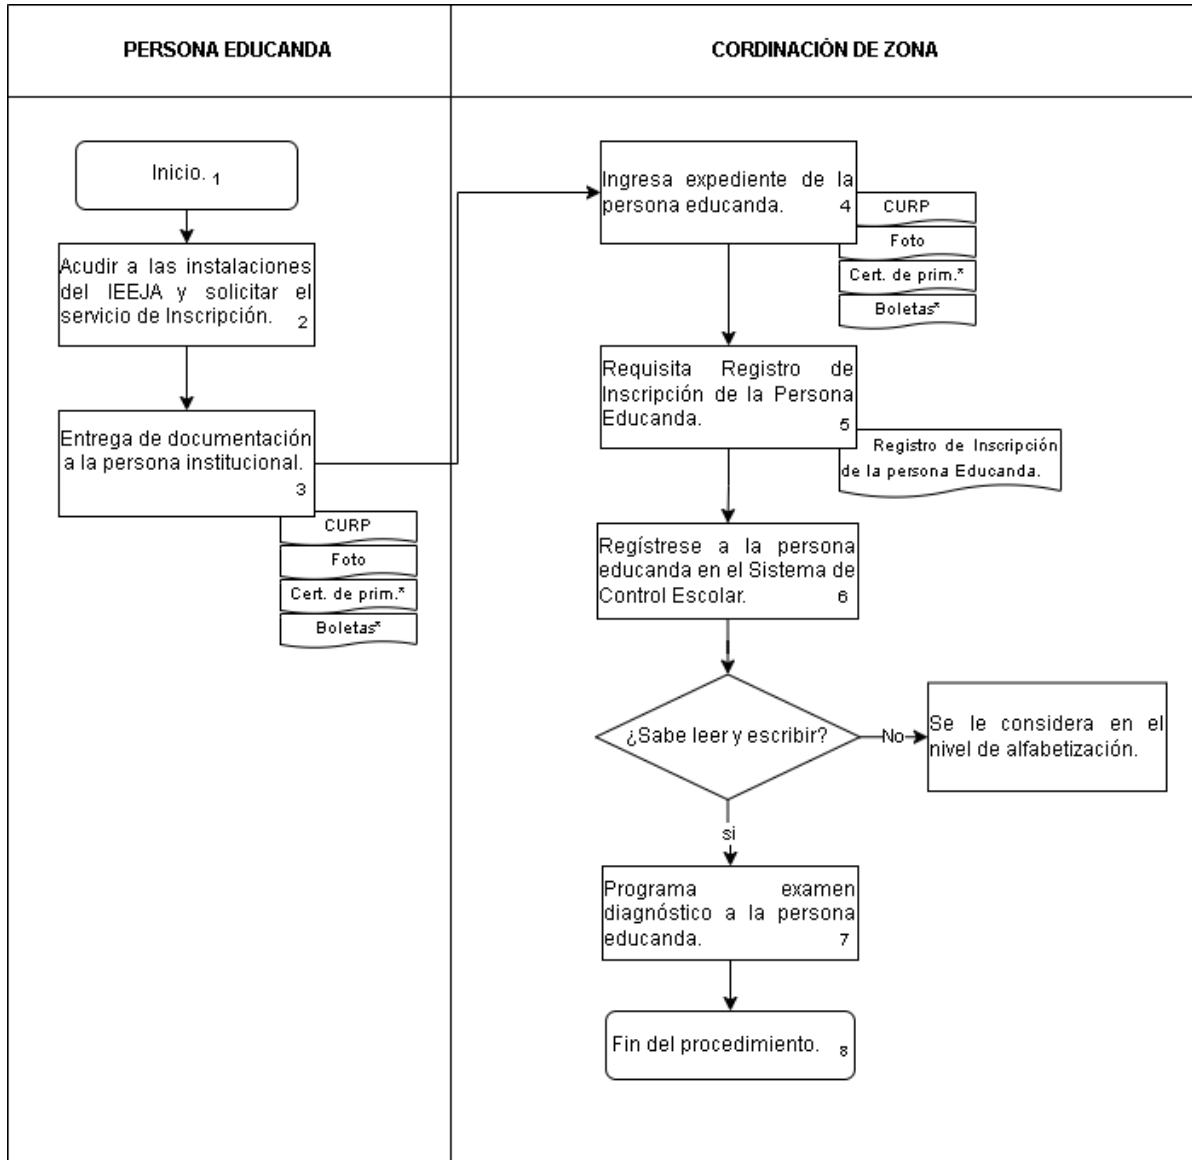 PERSONA EDUCANDA
CORDINACIÓN DE ZONA
Inicio. 1
Acudir a las instalaciones
del IEEJA y solicitar el
servicio de Inscripción. 2
Entrega de documentación
a la persona institucional.
3
CURP
Foto
Cert. de prim.*
Boletas*
Ingresa expediente de la
persona educanda. 4
CURP
Foto
Cert. de prim.*
Boletas*
Requisita Registro de
Inscripción de la Persona
Educanda. 5
Registro de Inscripción
de la persona Educanda.
Regístrese a la persona
educanda en el Sistema de
Control Escolar. 6
¿Sabe leer y escribir?
No
Se le considera en el
nivel de alfabetización.
si
Programa examen
diagnóstico a la persona
educanda. 7
Fin del procedimiento. 8